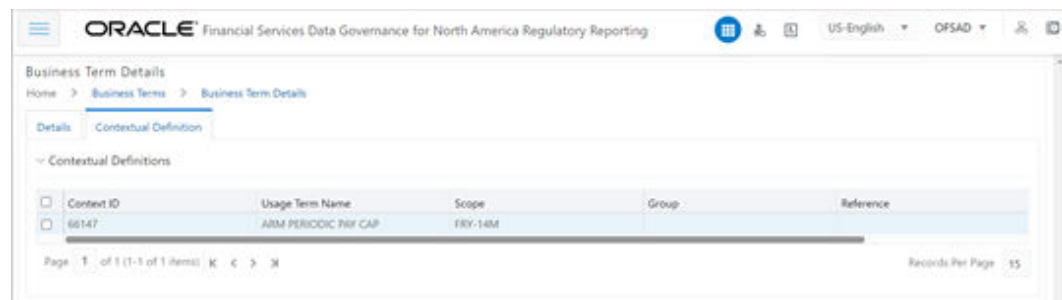 ORACLE Financial Services Data Governance for North America Regulatory Reporting US-English OFSAD
Business Term Details
Home > Business Terms > Business Term Details
Details Contextual Definition
Contextual Definitions
Context ID Usage Term Name Scope Group Reference
66147 ARM PERIODIC PAY CAP FRY-14M
Page 1 of 1 (1-1 of 1 items) K < > Records Per Page 15